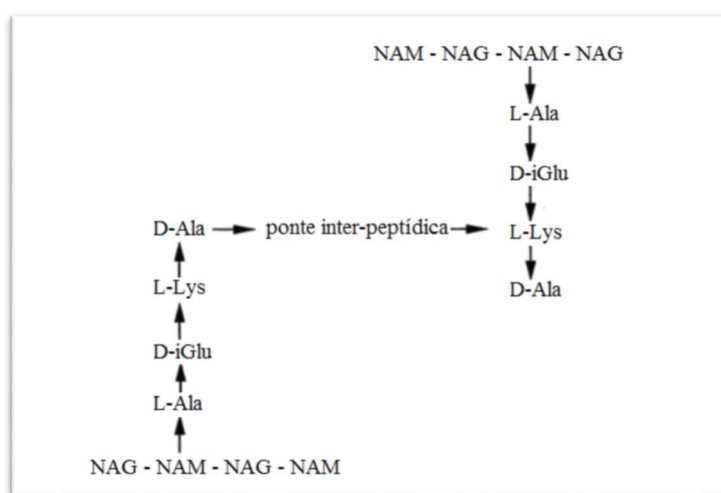 NAM - NAG - NAM - NAG
L-Ala
D-iGlu
D-Ala ponte inter-peptídica L-Lys
L-Lys D-Ala
D-iGlu
L-Ala
NAG - NAM - NAG - NAM